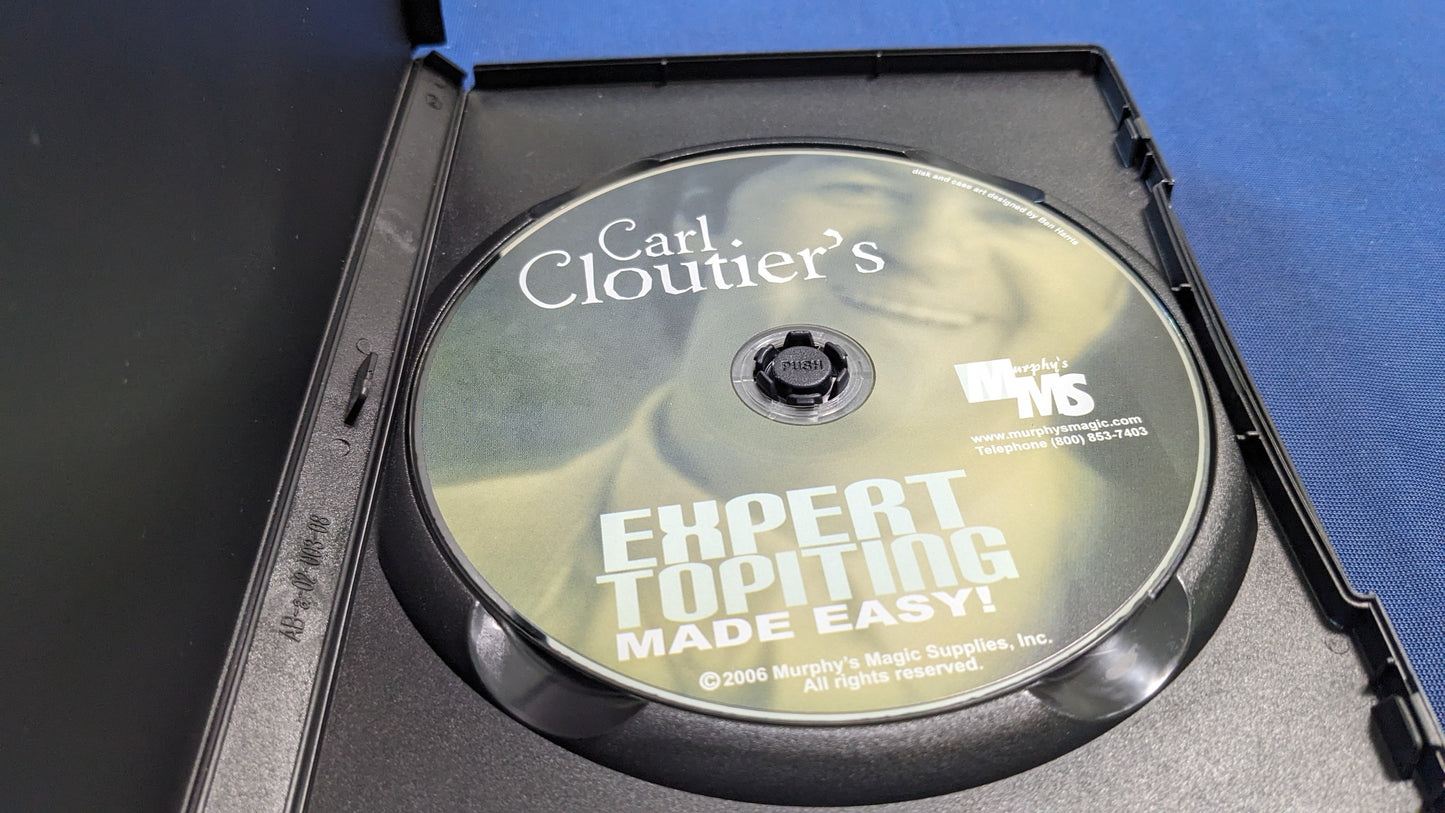 disk and case art designed by Ben Harris
Carl
Cloutier's
PUSH
Murphy's
MS
www.murphysmagic.com
Telephone (800) 853-7403
EXPERT
TOPITING
MADE EASY!
©2006 Murphy's Magic Supplies, Inc.
All rights reserved.